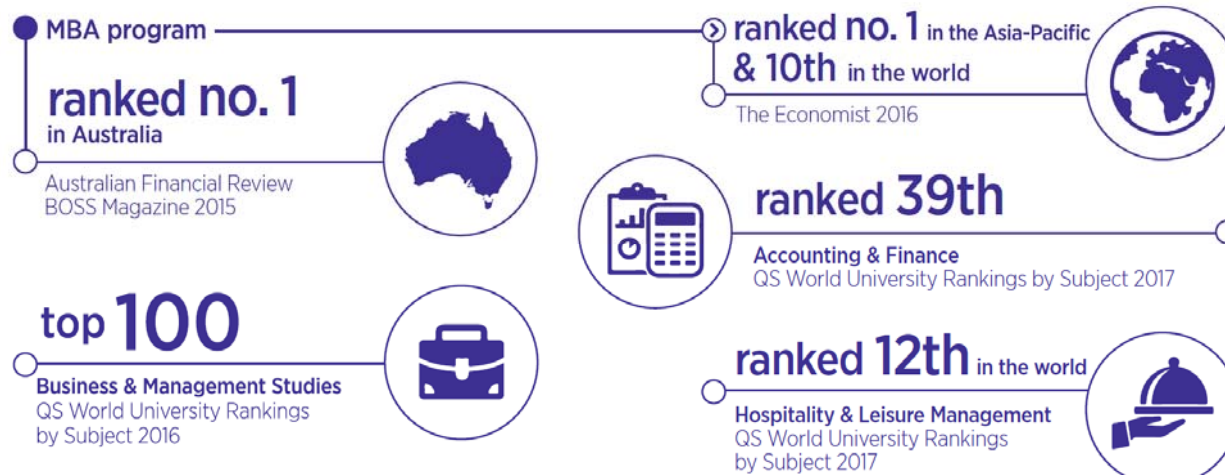 MBA program
ranked no. 1
in Australia
Australian Financial Review
BOSS Magazine 2015
ranked no. 1 in the Asia-Pacific
& 10th in the world
The Economist 2016
ranked 39th
Accounting & Finance
QS World University Rankings by Subject 2017
top 100
Business & Management Studies
QS World University Rankings
by Subject 2016
ranked 12th in the world
Hospitality & Leisure Management
QS World University Rankings
by Subject 2017